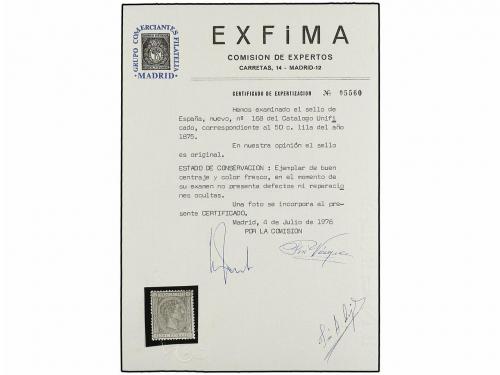 GRUPO COMERCIANTES FILATELIA
·MADRID·
EXFiMA
COMISION DE EXPERTOS
CARRETAS, 14 - MADRID-12
CERTIFICADO DE EXPERTIZACION Nº 05560
Hemos examinado el sello de
España, nuevo, nº 168 del Catalogo Unifi
cado, correspondiente al 50 c. lila del año
1875.
En nuestra opinión el sello
es original.
ESTADO DE CONSERVACION : Ejemplar de buen
centraje y color fresco, en el momento de
su examen no presenta defectos ni reparacio
nes ocultas.
Una foto se incorpora al pre-
sente CERTIFICADO.
Madrid, 4 de Julio de 1976
POR LA COMISION